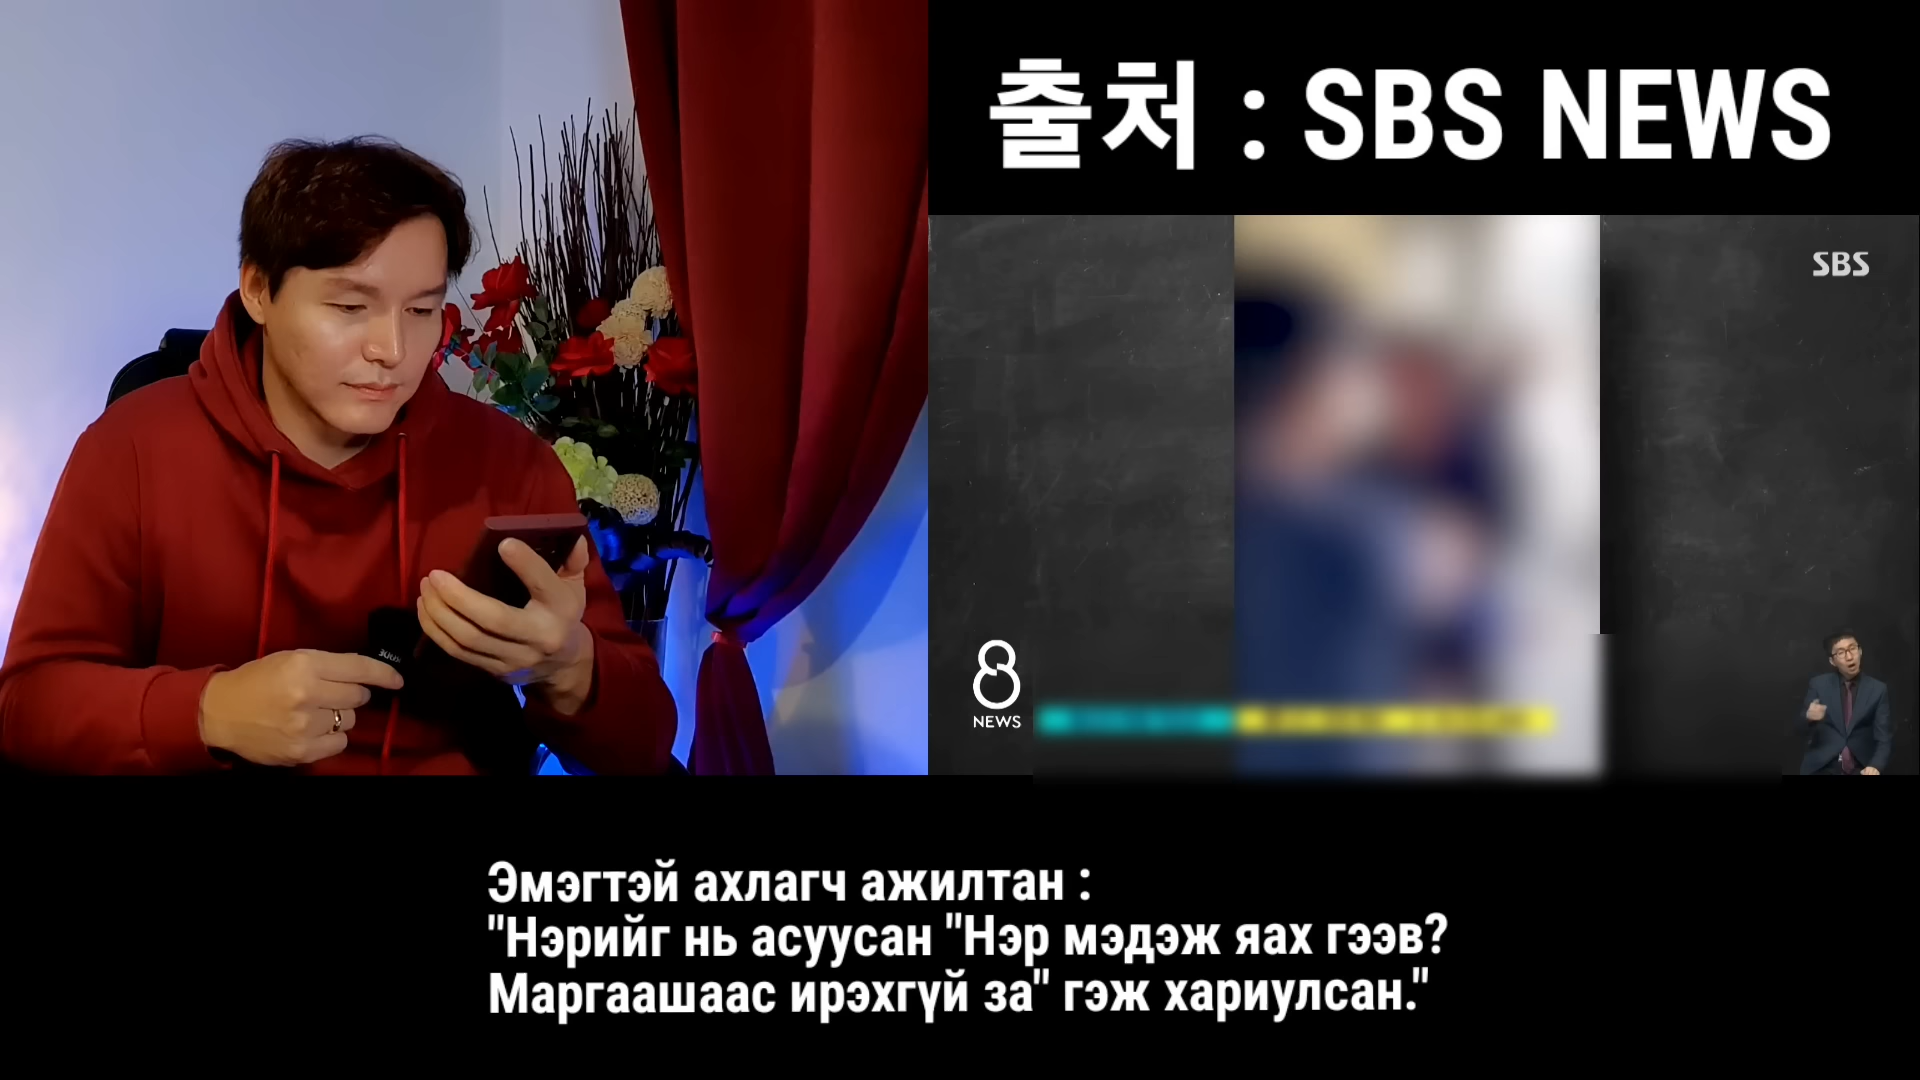 출처 : SBS NEWS
SBS
8
NEWS
RODE
Эмэгтэй ахлагч ажилтан :
"Нэрийг нь асуусан "Нэр мэдэж яах гээв?
Маргаашаас ирэхгүй за" гэж хариулсан."